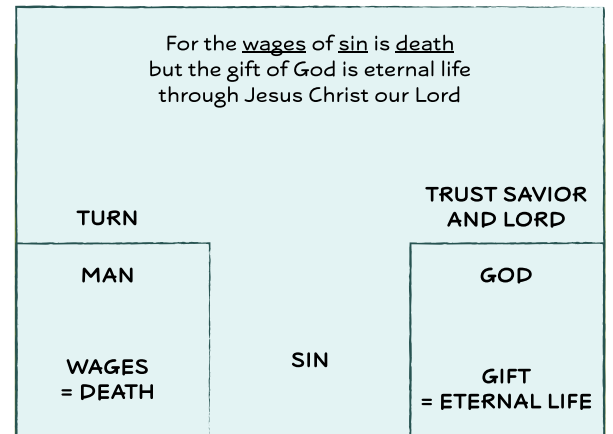 For the wages of sin is death
but the gift of God is eternal life
through Jesus Christ our Lord
TURN
TRUST SAVIOR
AND LORD
MAN
GOD
WAGES
= DEATH
SIN
GIFT
= ETERNAL LIFE